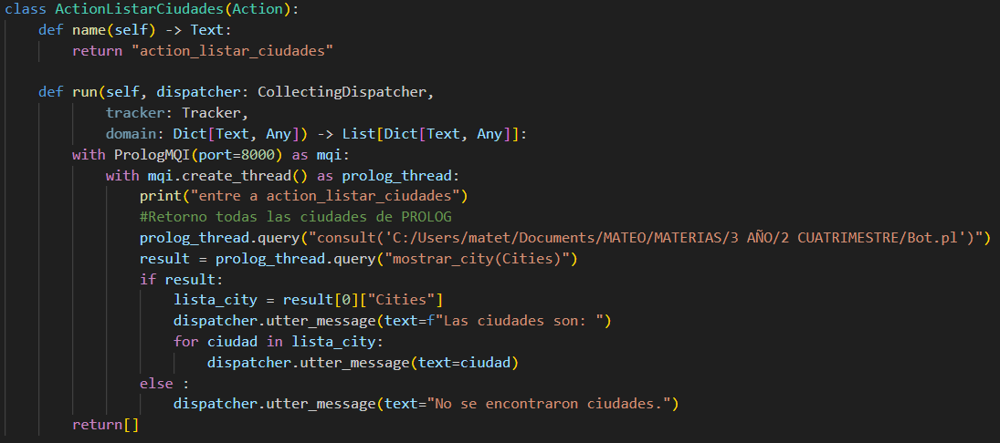 class ActionListarCiudades(Action):
    def name(self) -> Text:
        return "action_listar_ciudades"
    def run(self, dispatcher: CollectingDispatcher,
            tracker: Tracker,
            domain: Dict[Text, Any]) -> List[Dict[Text, Any]]:
        with PrologMQI(port=8000) as mqi:
            with mqi.create_thread() as prolog_thread:
                print("entre a action_listar_ciudades")
                #Retorno todas las ciudades de PROLOG
                prolog_thread.query("consult('C:/Users/matet/Documents/MATEO/MATERIAS/3 AÑO/2 CUATRIMESTRE/Bot.pl')")
                result = prolog_thread.query("mostrar_city(Cities)")
                if result:
                    lista_city = result[0]["Cities"]
                    dispatcher.utter_message(text=f"Las ciudades son: ")
                    for ciudad in lista_city:
                        dispatcher.utter_message(text=ciudad)
                else :
                    dispatcher.utter_message(text="No se encontraron ciudades.")
        return[]